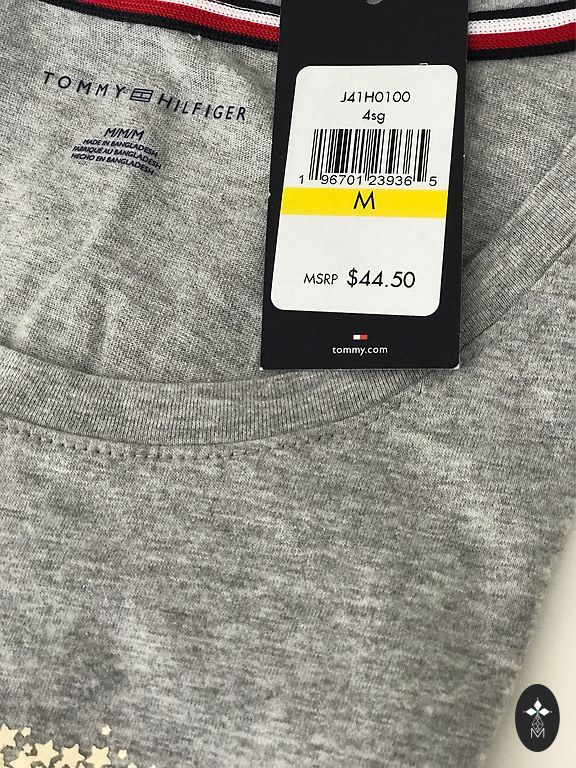 TOMMY HILFIGER
M/M/M
MADE IN BANGLADESH
FABRIQUÉ AU BANGLADESH
HECHO EN BANGLADESH
J41H0100
4sg
1 96701 23936 5
M
MSRP $44.50
tommy.com
M